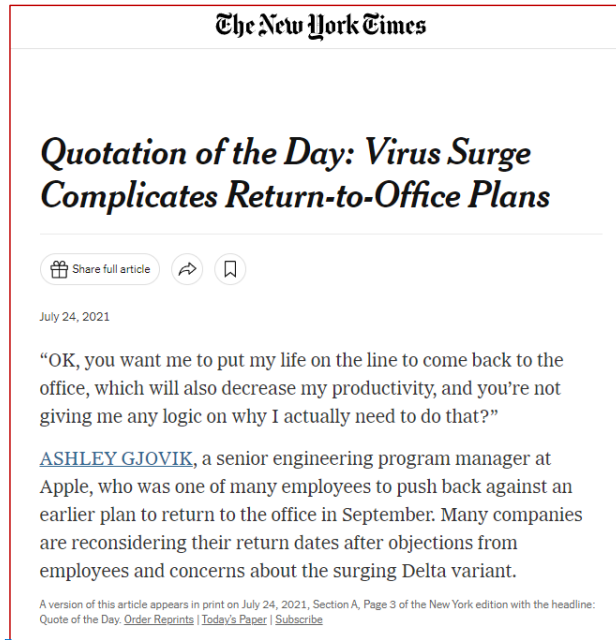 The New York Times
Quotation of the Day: Virus Surge
Complicates Return-to-Office Plans
Share full article
July 24, 2021
“OK, you want me to put my life on the line to come back to the
office, which will also decrease my productivity, and you’re not
giving me any logic on why I actually need to do that?”
ASHLEY GJOVIK, a senior engineering program manager at
Apple, who was one of many employees to push back against an
earlier plan to return to the office in September. Many companies
are reconsidering their return dates after objections from
employees and concerns about the surging Delta variant.
A version of this article appears in print on July 24, 2021, Section A, Page 3 of the New York edition with the headline:
Quote of the Day. Order Reprints | Today’s Paper | Subscribe